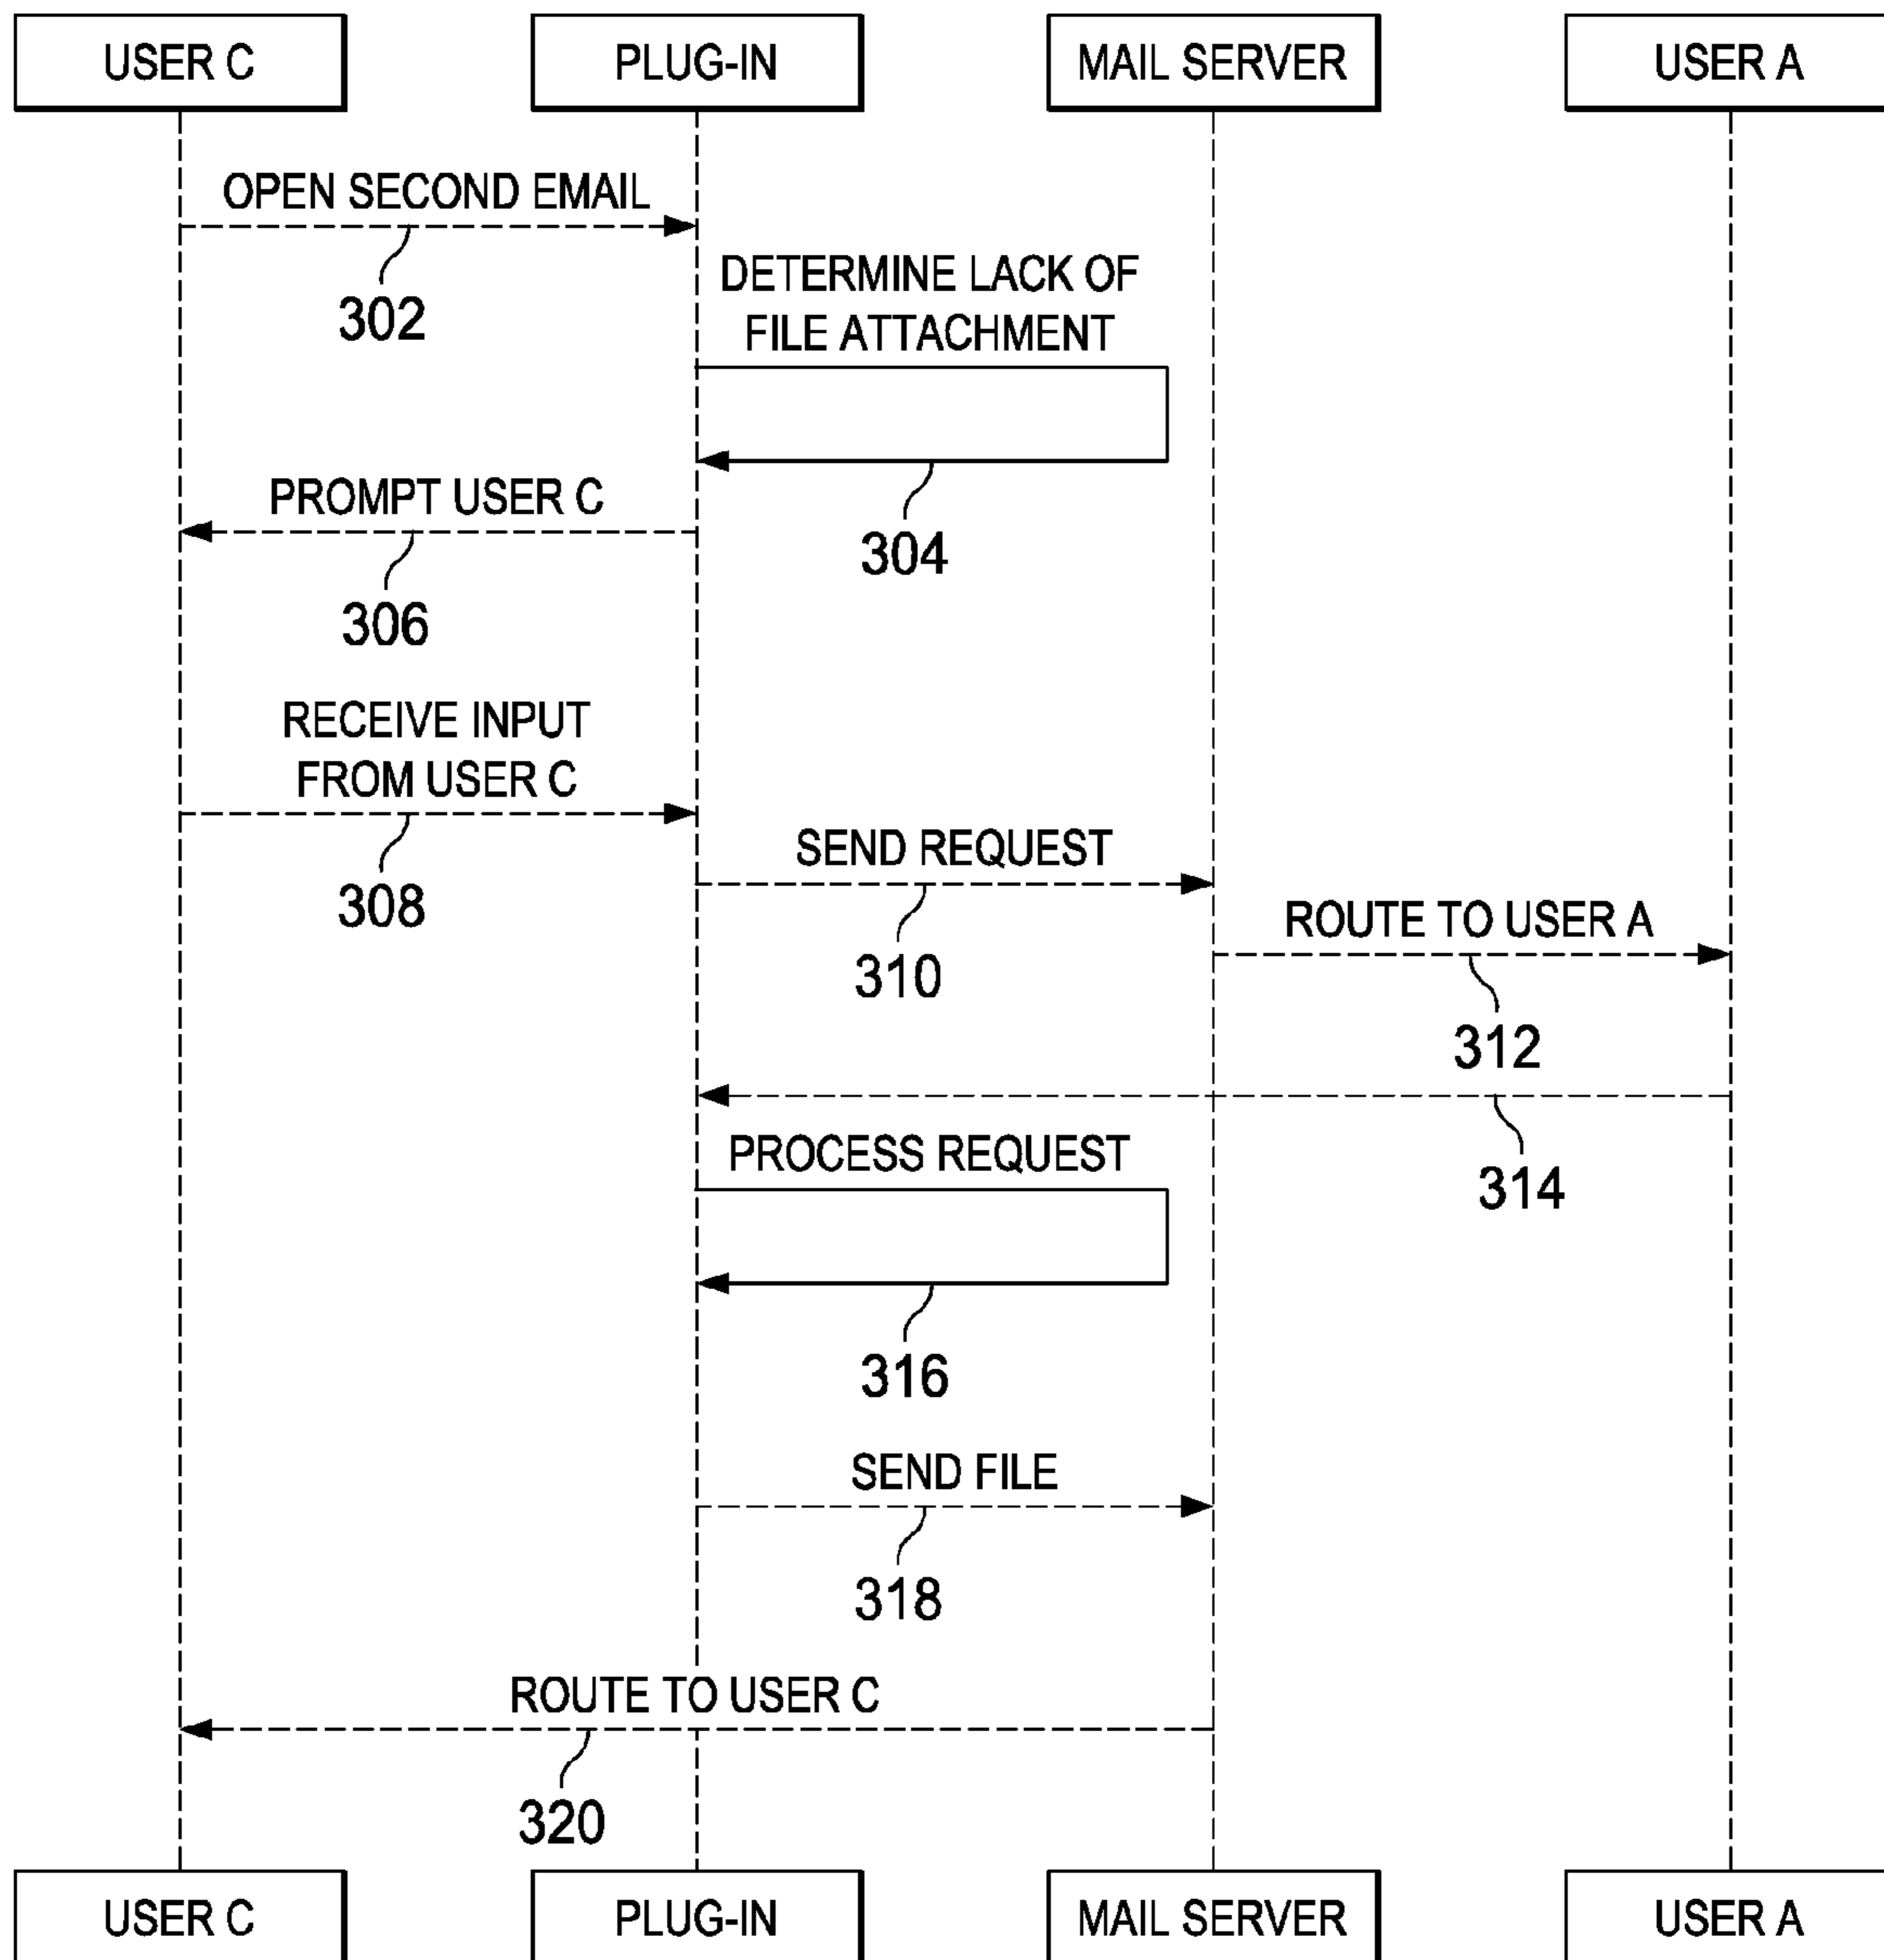 USER C
PLUG-IN
MAIL SERVER
USER A
OPEN SECOND EMAIL
302
DETERMINE LACK OF
FILE ATTACHMENT
304
PROMPT USER C
306
RECEIVE INPUT
FROM USER C
308
SEND REQUEST
310
ROUTE TO USER A
312
314
PROCESS REQUEST
316
SEND FILE
318
ROUTE TO USER C
320
USER C
PLUG-IN
MAIL SERVER
USER A